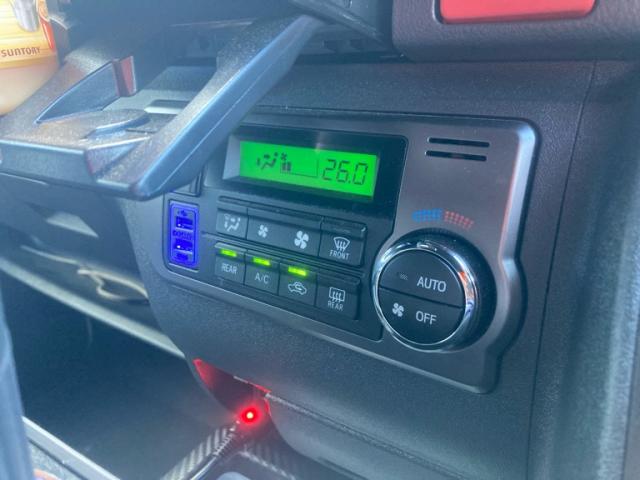 SUNTORY
26.0
FRONT
REAR
A/C
REAR
AUTO
OFF